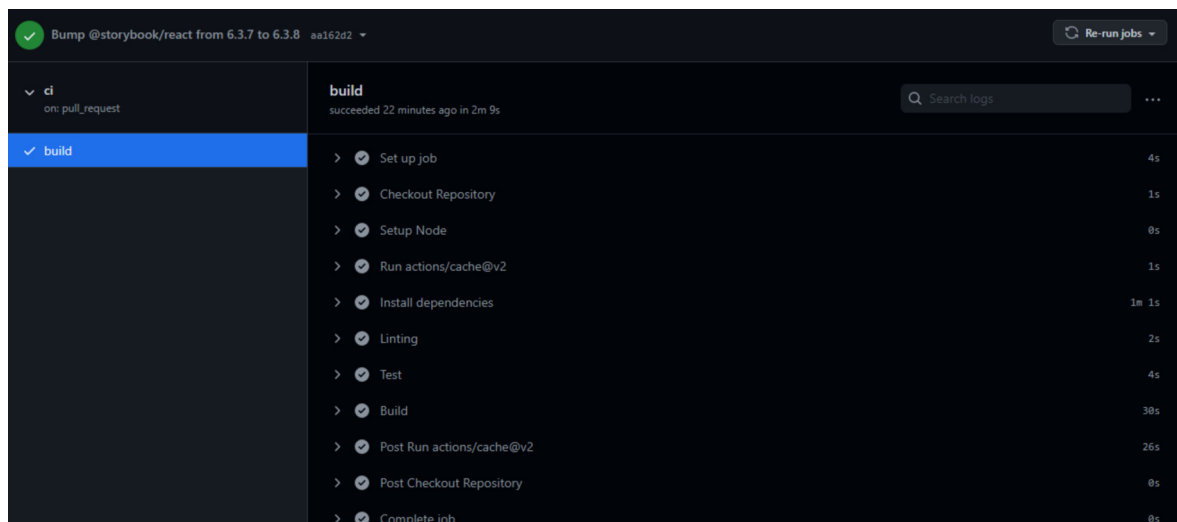 Bump @storybook/react from 6.3.7 to 6.3.8 aa162d2
Re-run jobs
ci
on: pull_request
build
build
succeeded 22 minutes ago in 2m 9s
Search logs
Set up job 4s
Checkout Repository 1s
Setup Node 0s
Run actions/cache@v2 1s
Install dependencies 1m 1s
Linting 2s
Test 4s
Build 30s
Post Run actions/cache@v2 26s
Post Checkout Repository 0s
Complete job 0s